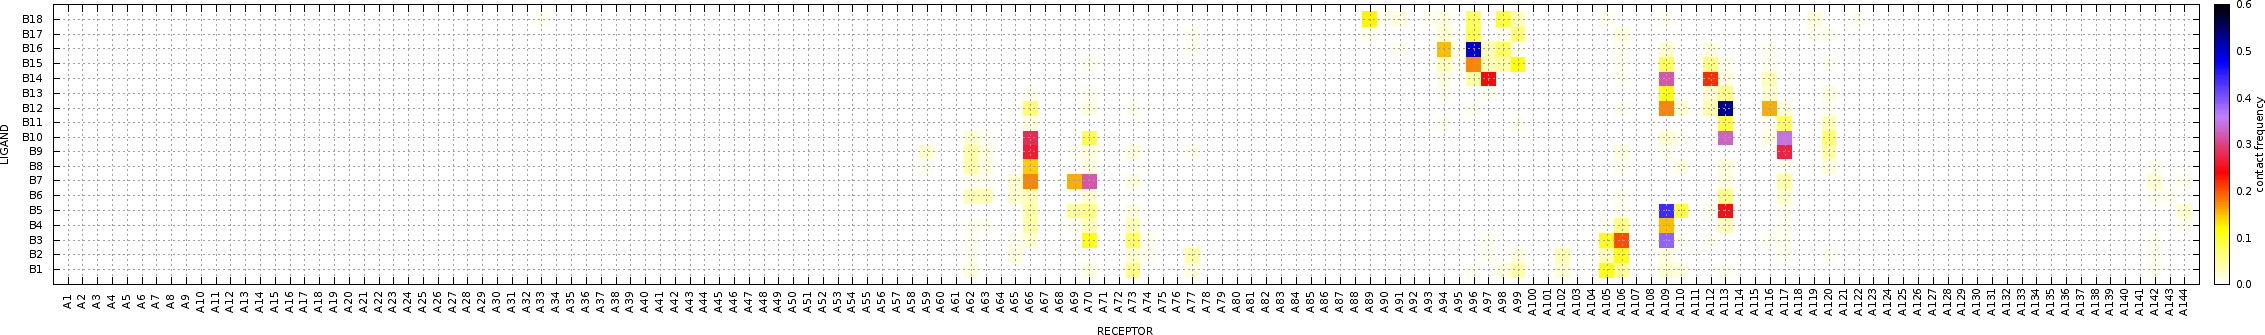 B18
B17
B16
B15
B14
B13
B12
B11
B10
B9
B8
B7
B6
B5
B4
B3
B2
B1
LIGAND
A1 A2 A3 A4 A5 A6 A7 A8 A9 A10 A11 A12 A13 A14 A15 A16 A17 A18 A19 A20 A21 A22 A23 A24 A25 A26 A27 A28 A29 A30 A31 A32 A33 A34 A35 A36 A37 A38 A39 A40 A41 A42 A43 A44 A45 A46 A47 A48 A49 A50 A51 A52 A53 A54 A55 A56 A57 A58 A59 A60 A61 A62 A63 A64 A65 A66 A67 A68 A69 A70 A71 A72 A73 A74 A75 A76 A77 A78 A79 A80 A81 A82 A83 A84 A85 A86 A87 A88 A89 A90 A91 A92 A93 A94 A95 A96 A97 A98 A99 A100 A101 A102 A103 A104 A105 A106 A107 A108 A109 A110 A111 A112 A113 A114 A115 A116 A117 A118 A119 A120 A121 A122 A123 A124 A125 A126 A127 A128 A129 A130 A131 A132 A133 A134 A135 A136 A137 A138 A139 A140 A141 A142 A143 A144
RECEPTOR
0.6
0.5
0.4
0.3
0.2
0.1
0.0
contact frequency